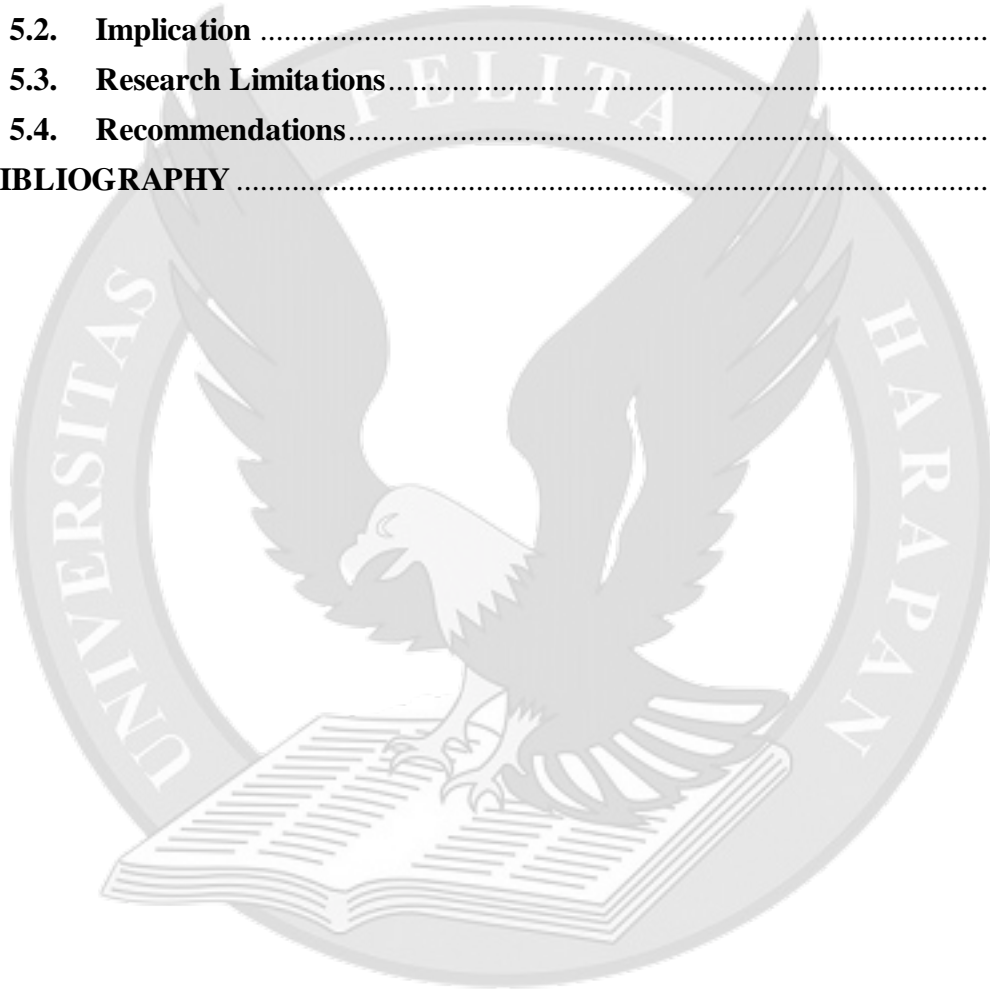 5.2. Implication ........................................................................................
5.3. Research Limitations........................................................................
5.4. Recommendations.............................................................................
IBLIOGRAPHY ............................................................................................
UNIVERSITAS PELITA HARAPAN